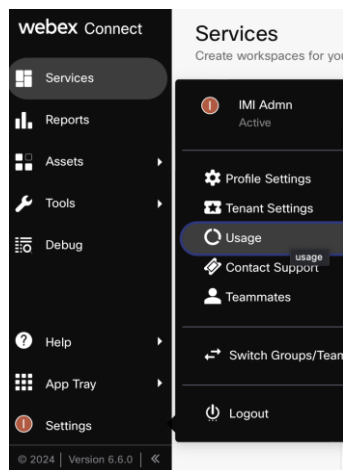 webex Connect
Services
Reports
Assets
Tools
Debug
Help
App Tray
Settings
© 2024 | Version 6.6.0 | «
Services
Create workspaces for you
I
IMI Admn
Active
Profile Settings
Tenant Settings
Usage
usage
Contact Support
Teammates
Switch Groups/Team
Logout